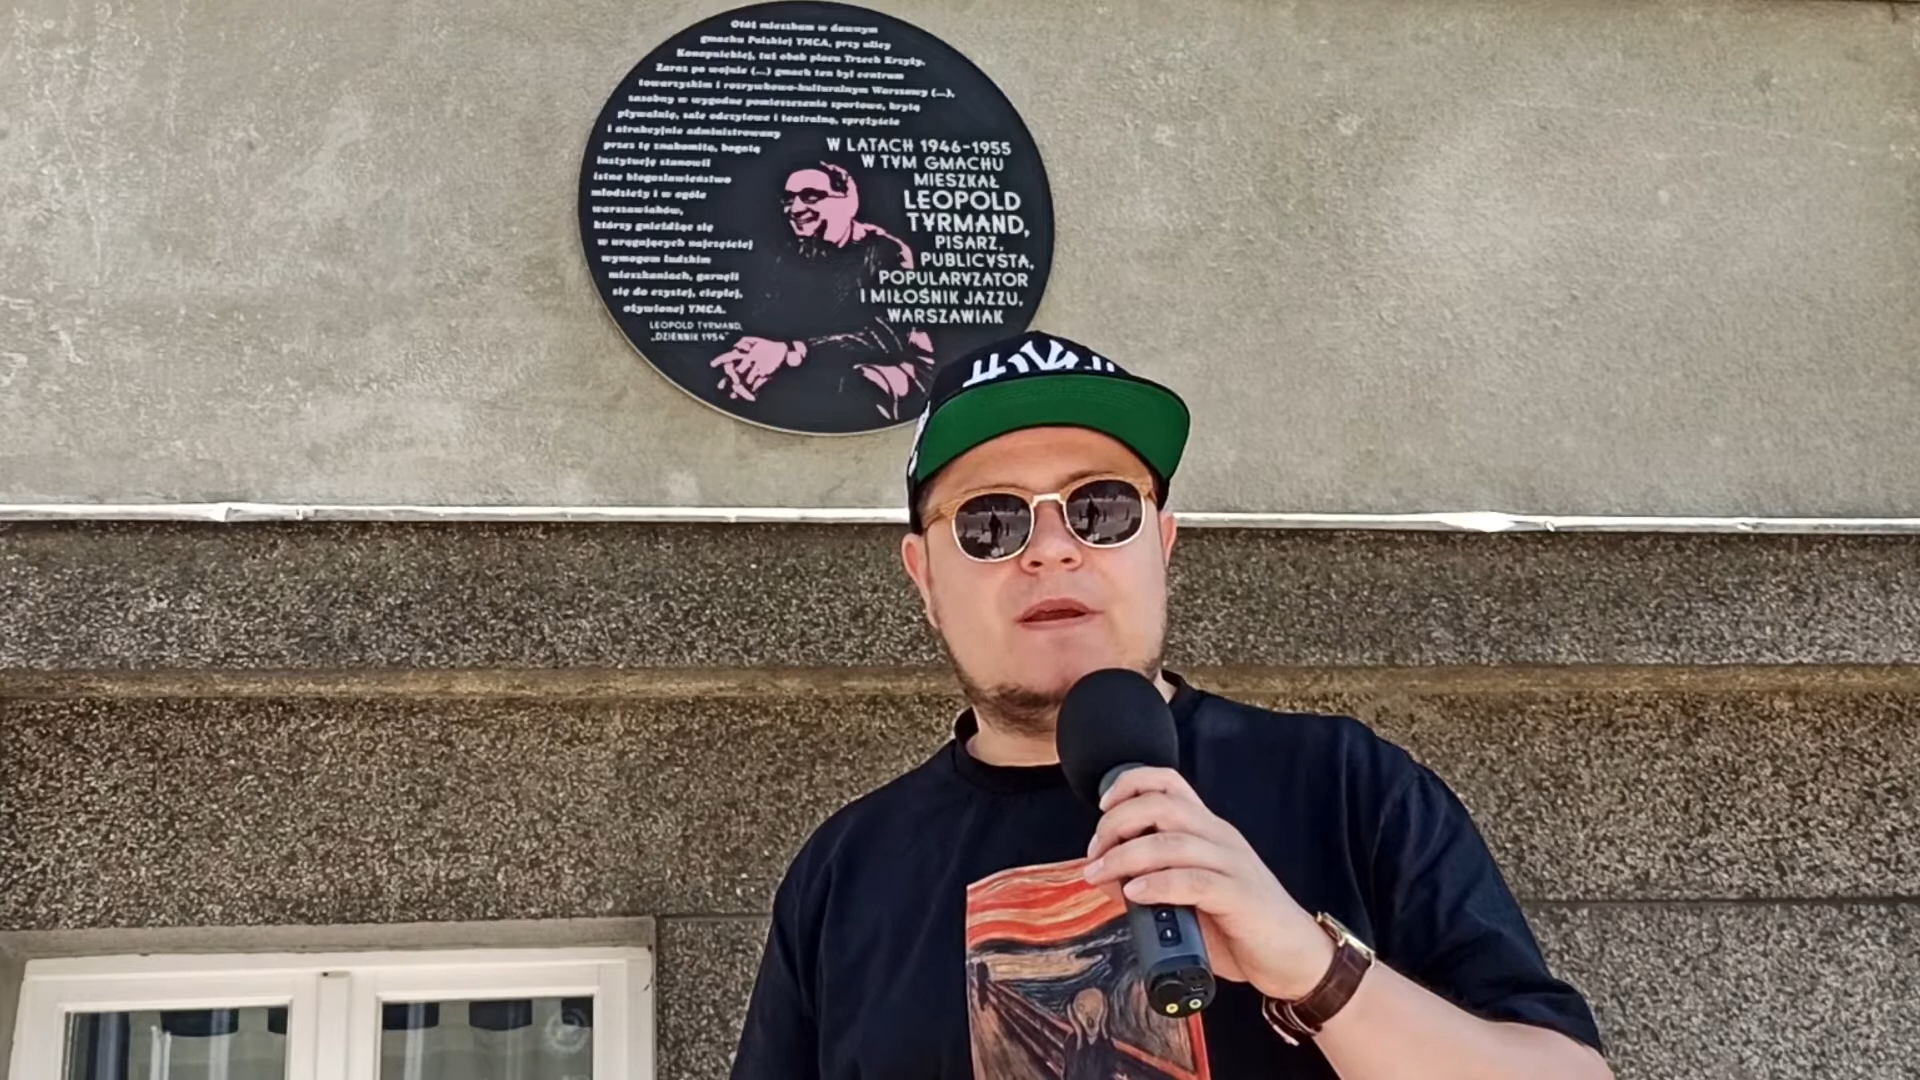 Otóż mieszkam w dawnym
gmachu Polskiej YMCA, przy ulicy
Konopnickiej, tuż obok placu Trzech Krzyży.
Zaraz po wojnie (...) gmach ten był centrum
towarzyskim i rozrywkowo-kulturalnym Warszawy (...),
zasobny w wygodne pomieszczenia sportowe, krytą
pływalnię, sale odczytowe i teatralną, sprężyście
i atrakcyjnie administrowany
przez tę znakomitą, bogatą
instytucję stanowił
istne błogosławieństwo
młodzieży i w ogóle
warszawiaków,
którzy gnieżdżąc się
w urągających najczęściej
wymogom ludzkim
mieszkaniach, garnęli
się do czystej, ciepłej,
ożywionej YMCA.
LEOPOLD TYRMAND,
„DZIENNIK 1954”
W LATACH 1946-1955
W TYM GMACHU
MIESZKAŁ
LEOPOLD
TYRMAND,
PISARZ,
PUBLICYSTA,
POPULARYZATOR
I MIŁOŚNIK JAZZU,
WARSZAWIAK